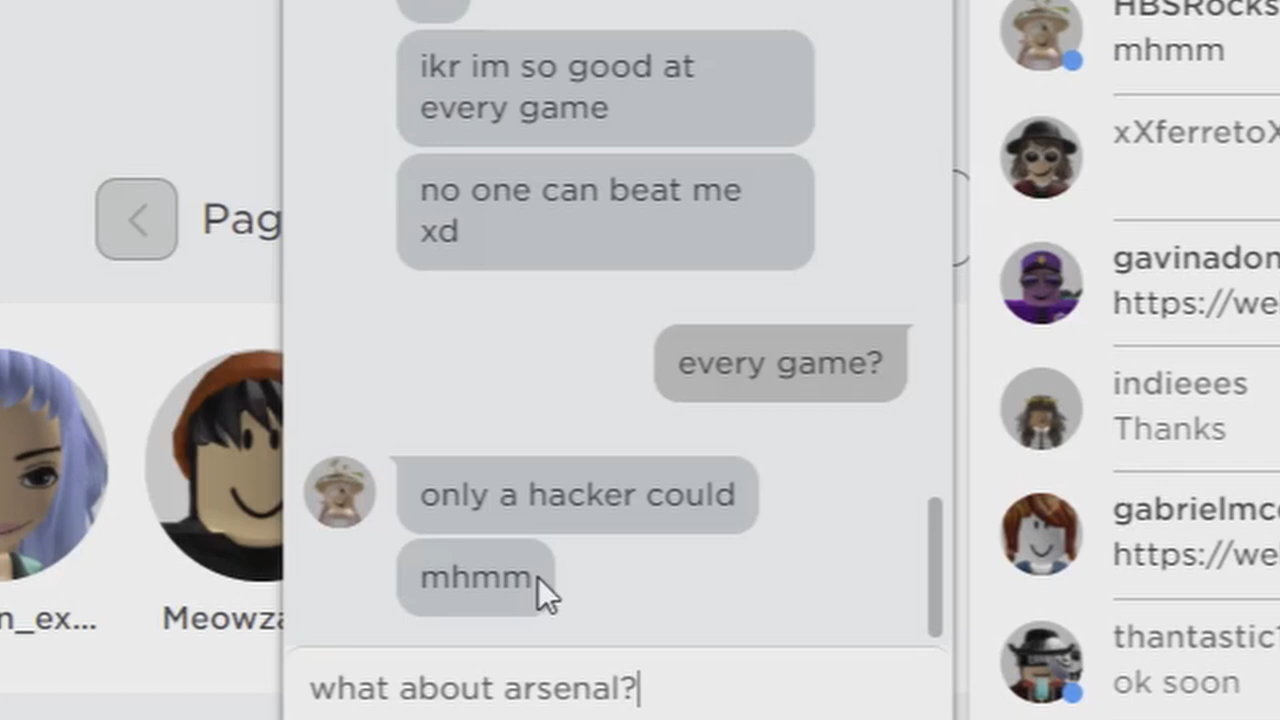 ikr im so good at
every game
no one can beat me
xd
every game?
only a hacker could
mhmm
what about arsenal?
Pag
n_ex...
Meowza
HBSRocks
mhmm
xXferretoX
gavinadon
https://we
indieees
Thanks
gabrielmc
https://we
thantastic
ok soon